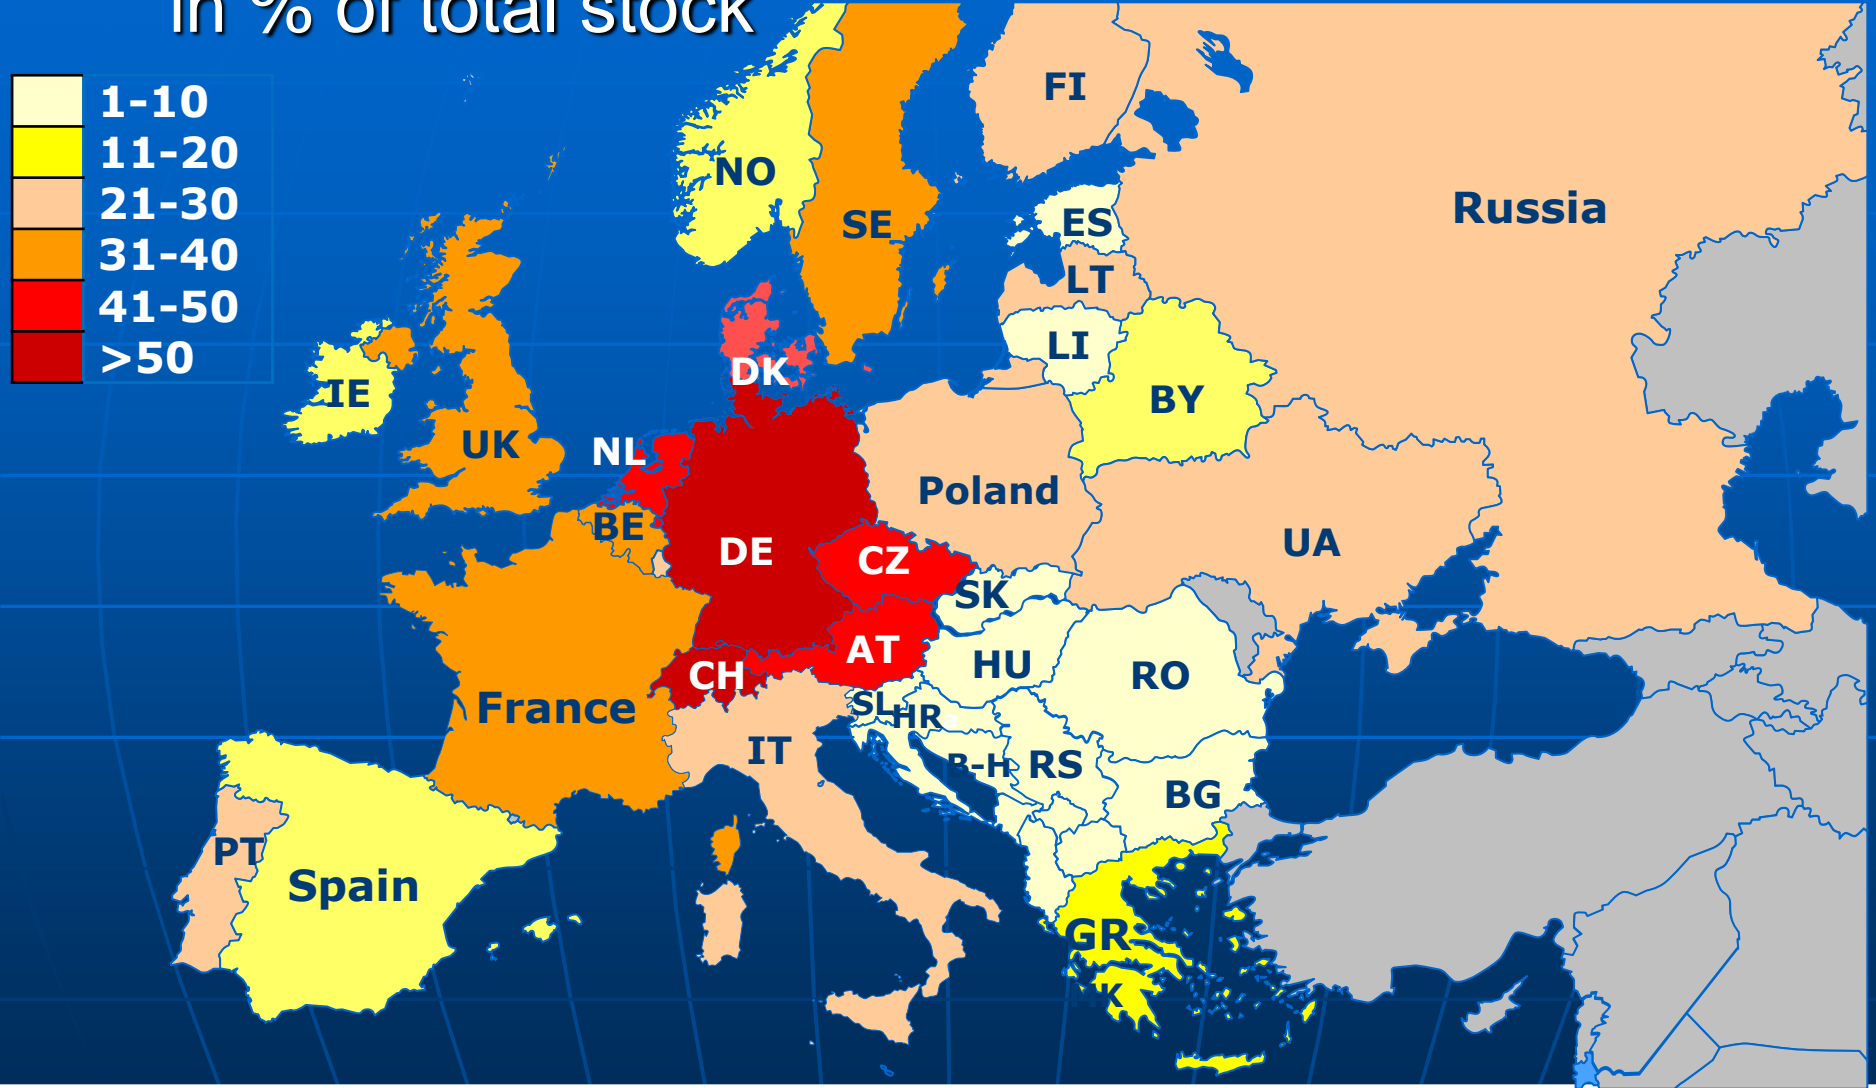 in % of total stock
1-10
11-20
21-30
31-40
41-50
>50
FI
NO
Russia
SE
ES
LT
LI
DK
IE
BY
UK
NL
Poland
BE
UA
DE
CZ
SK
AT
HU
CH
RO
France
SL
HR
IT
B-H
RS
BG
PT
Spain
GR